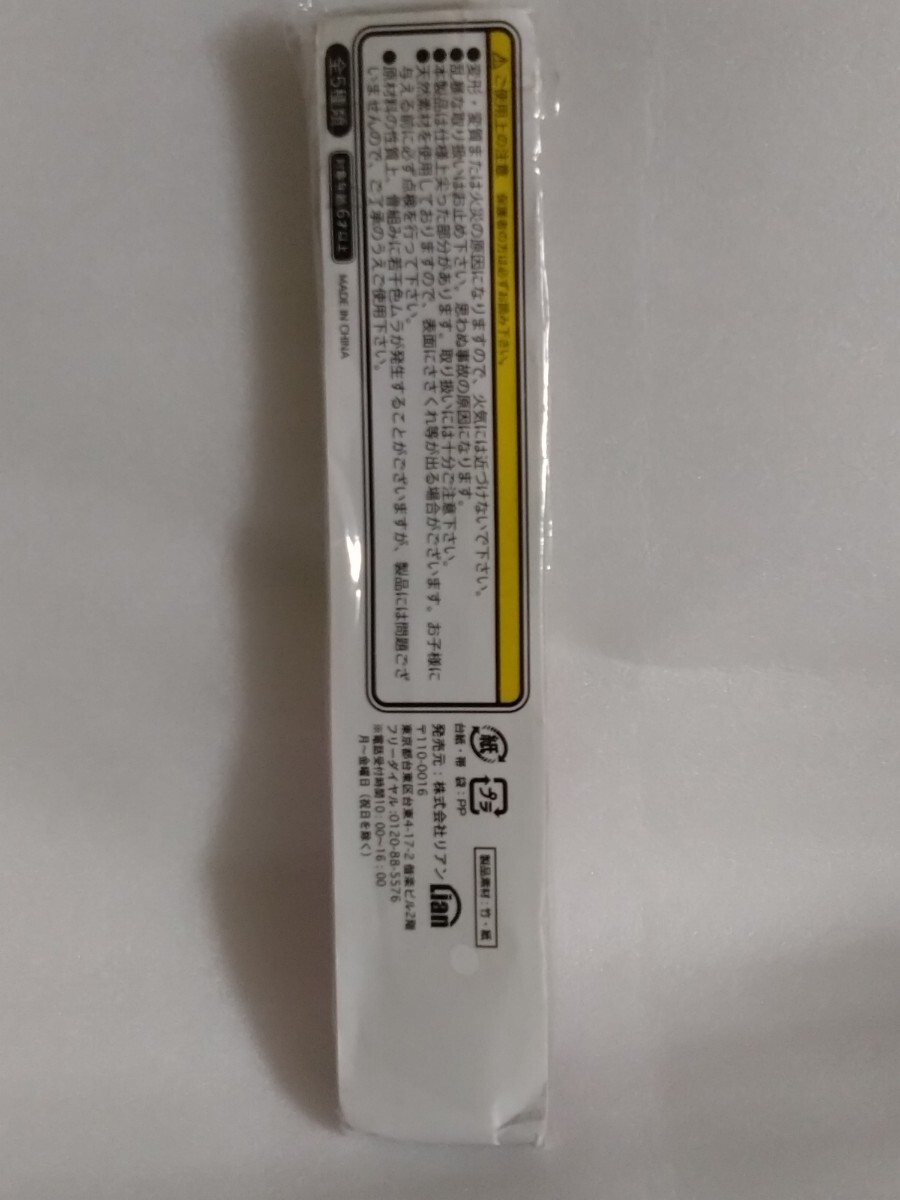 ⚠ ご使用上の注意 保護者の方は必ずお読み下さい。
●変形・変質または火災の原因になりますので、火気には近づけないで下さい。
●乱暴な取り扱いはお止め下さい。思わぬ事故の原因になります。
●本製品は仕様上尖った部分があります。取り扱いには十分ご注意下さい。
●天然素材を使用しておりますので、表面にささくれ等が出る場合がございます。お子様に
与える前に必ず点検を行って下さい。
●原材料の性質上、骨組みに若干色ムラが発生することがございますが、製品には問題ござ
いませんので、ご了承のうえご使用下さい。
全5種類 対象年齢6才以上 MADE IN CHINA
紙 プラ
台紙・帯 袋:PP
製品素材:竹・紙
発売元:株式会社リアン Lian
〒110-0016
東京都台東区台東4-17-2 ビル2階
フリーダイヤル:0120-88-5576
※電話受付時間10:00~16:00
月~金曜日(祝日を除く)